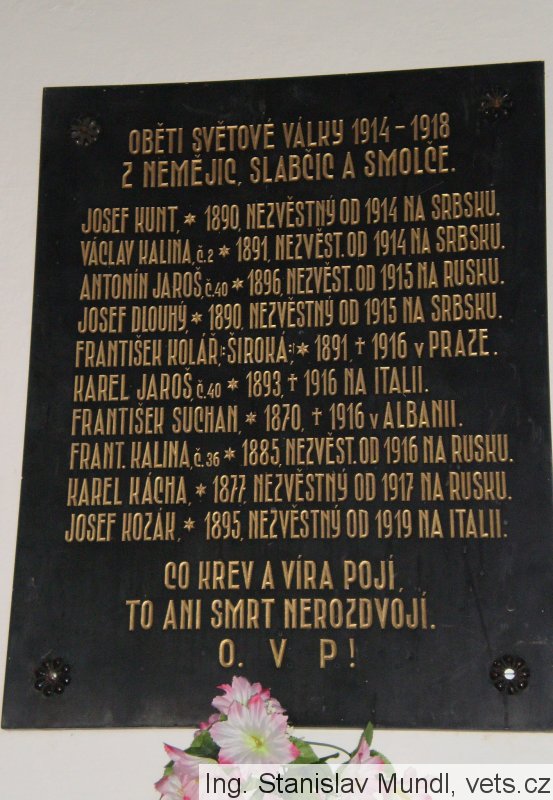 OBĚTI SVĚTOVÉ VÁLKY 1914 - 1918
Z NEMĚJIC, SLABČIC A SMOLČE.
JOSEF KUNT, * 1890, NEZVĚSTNÝ OD 1914 NA SRBSKU.
VÁCLAV KALINA, č.2 * 1891, NEZVĚST. OD 1914 NA SRBSKU.
ANTONÍN JAROŠ, č.40 * 1896, NEZVĚST. OD 1915 NA RUSKU.
JOSEF DLOUHÝ, * 1890, NEZVĚSTNÝ OD 1915 NA SRBSKU.
FRANTIŠEK KOLÁŘ, :ŠIROKÁ:, * 1891, † 1916 v PRAZE.
KAREL JAROŠ, č.40 * 1893, † 1916 NA ITALII.
FRANTIŠEK SUCHAN, * 1870, † 1916 v ALBANII.
FRANT. KALINA, č.36 * 1885, NEZVĚST. OD 1916 NA RUSKU.
KAREL KÁCHA, * 1877, NEZVĚSTNÝ OD 1917 NA RUSKU.
JOSEF KOZÁK, * 1895, NEZVĚSTNÝ OD 1919 NA ITALII.
CO KREV A VÍRA POJÍ,
TO ANI SMRT NEROZDVOJÍ.
O. V P!
Ing. Stanislav Mundl, vets.cz